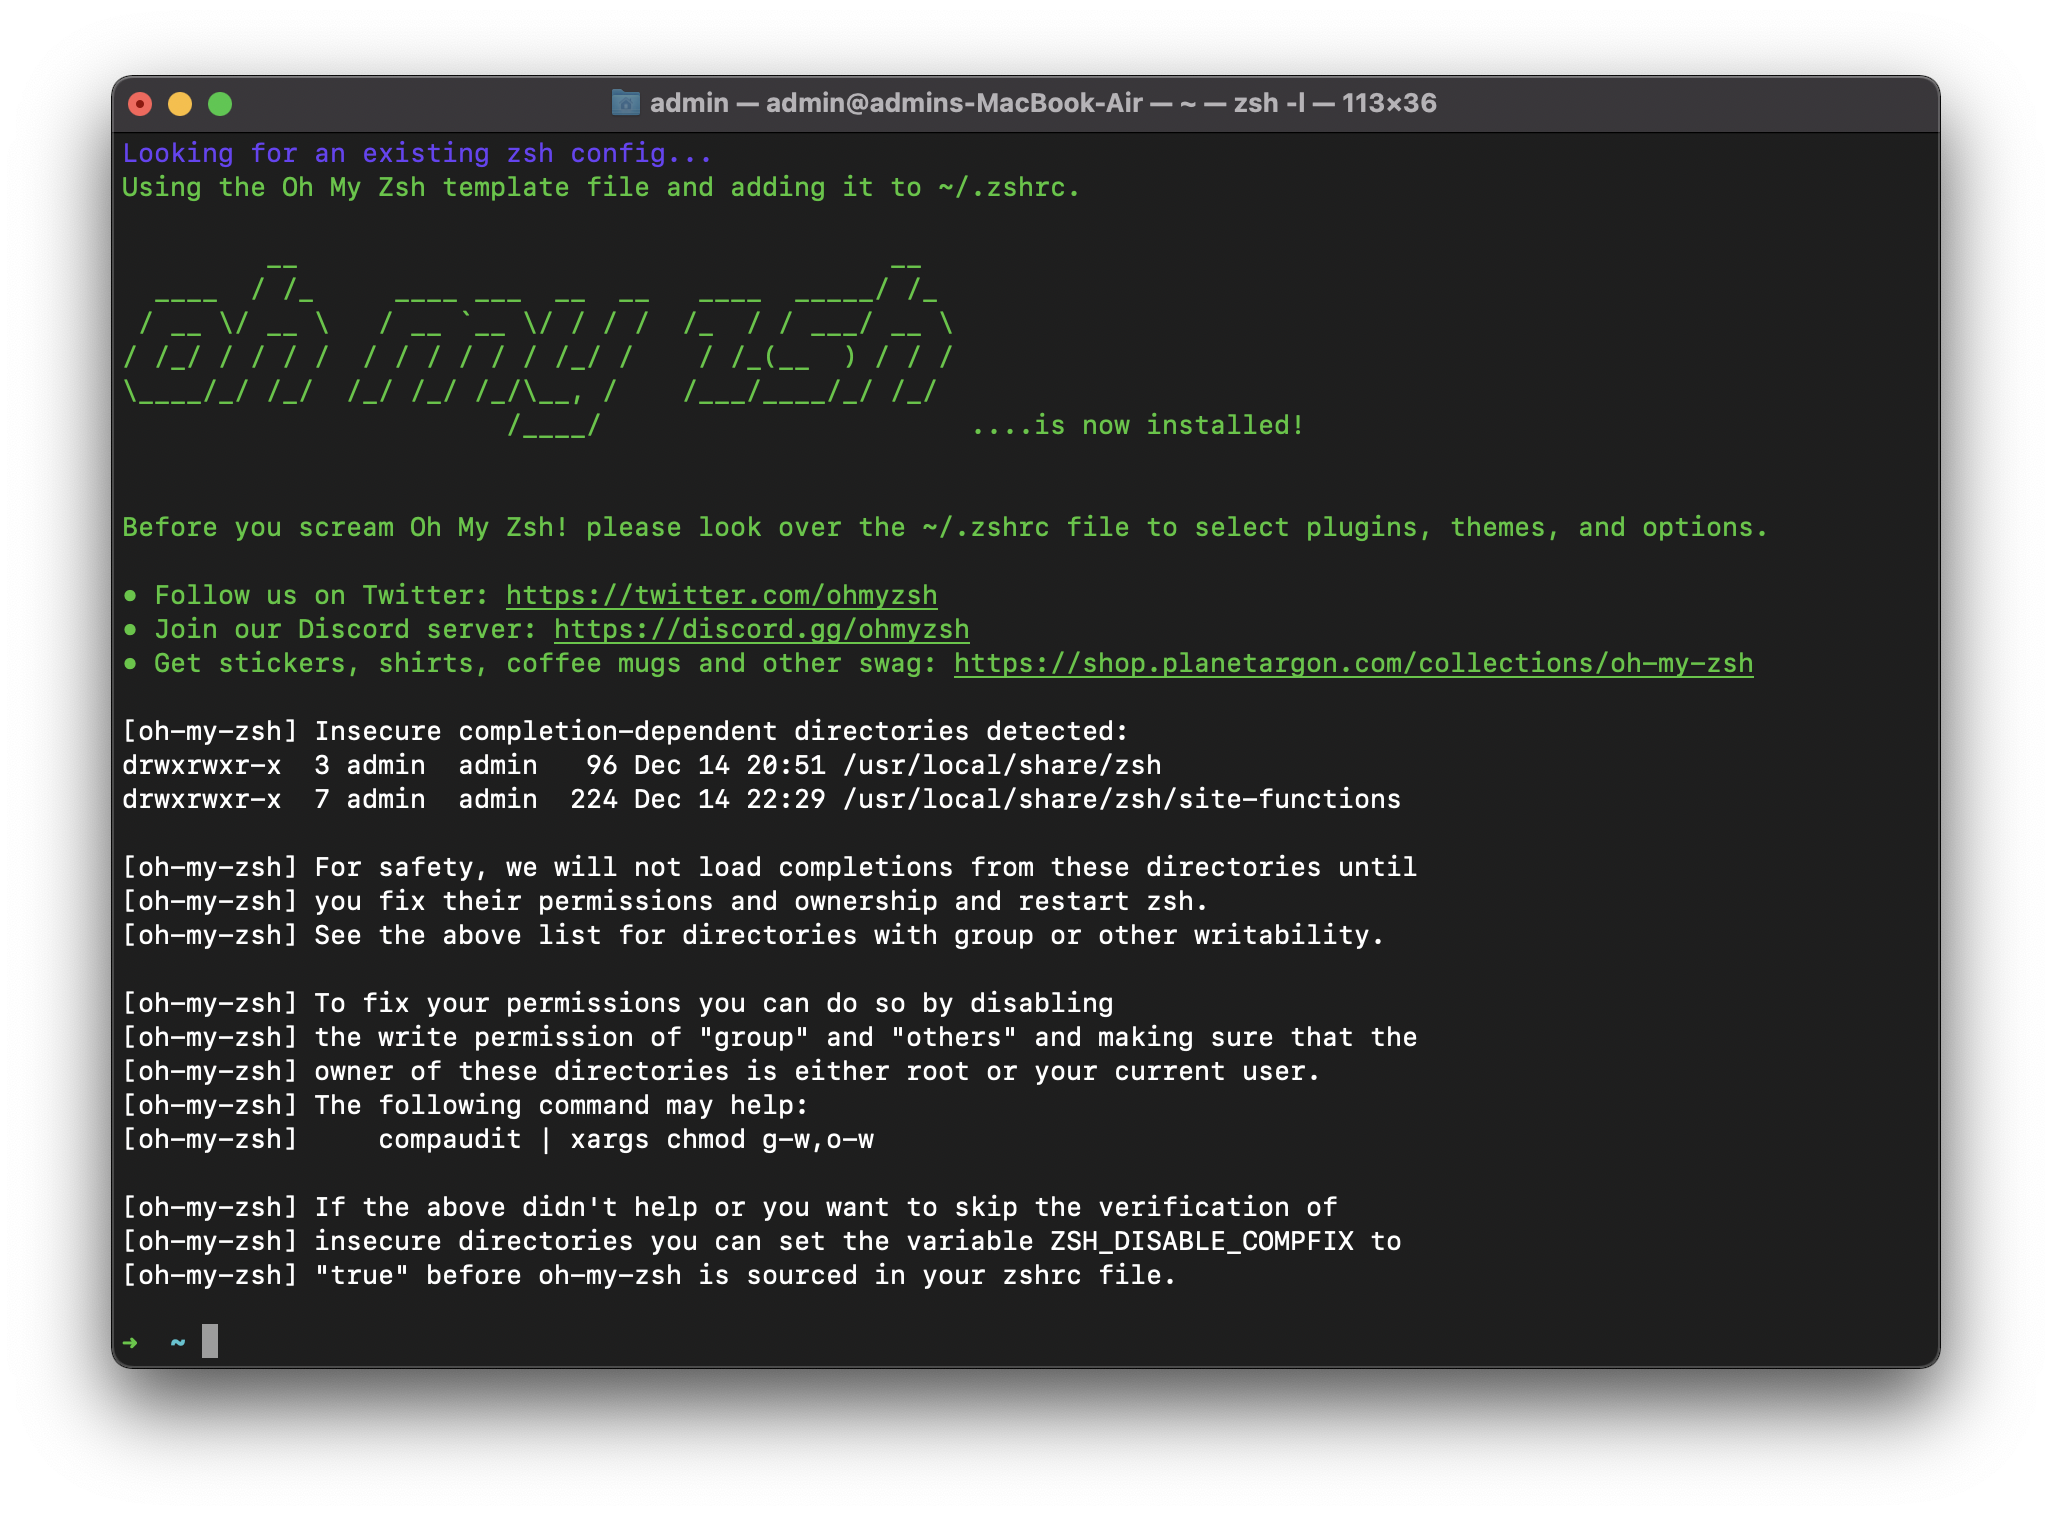 admin — admin@admins-MacBook-Air — ~ — zsh -l — 113×36
Looking for an existing zsh config...
Using the Oh My Zsh template file and adding it to ~/.zshrc.
         __                                     __
  ____  / /_     ____ ___  __  __   ____  _____/ /_
 / __ \/ __ \   / __ `__ \/ / / /  /_  / / ___/ __ \
/ /_/ / / / /  / / / / / / /_/ /    / /_(__  ) / / /
\____/_/ /_/  /_/ /_/ /_/\__, /    /___/____/_/ /_/
                        /____/                       ....is now installed!
Before you scream Oh My Zsh! please look over the ~/.zshrc file to select plugins, themes, and options.
• Follow us on Twitter: https://twitter.com/ohmyzsh
• Join our Discord server: https://discord.gg/ohmyzsh
• Get stickers, shirts, coffee mugs and other swag: https://shop.planetargon.com/collections/oh-my-zsh
[oh-my-zsh] Insecure completion-dependent directories detected:
drwxrwxr-x  3 admin  admin   96 Dec 14 20:51 /usr/local/share/zsh
drwxrwxr-x  7 admin  admin  224 Dec 14 22:29 /usr/local/share/zsh/site-functions
[oh-my-zsh] For safety, we will not load completions from these directories until
[oh-my-zsh] you fix their permissions and ownership and restart zsh.
[oh-my-zsh] See the above list for directories with group or other writability.
[oh-my-zsh] To fix your permissions you can do so by disabling
[oh-my-zsh] the write permission of "group" and "others" and making sure that the
[oh-my-zsh] owner of these directories is either root or your current user.
[oh-my-zsh] The following command may help:
[oh-my-zsh]     compaudit | xargs chmod g-w,o-w
[oh-my-zsh] If the above didn't help or you want to skip the verification of
[oh-my-zsh] insecure directories you can set the variable ZSH_DISABLE_COMPFIX to
[oh-my-zsh] "true" before oh-my-zsh is sourced in your zshrc file.
➜  ~